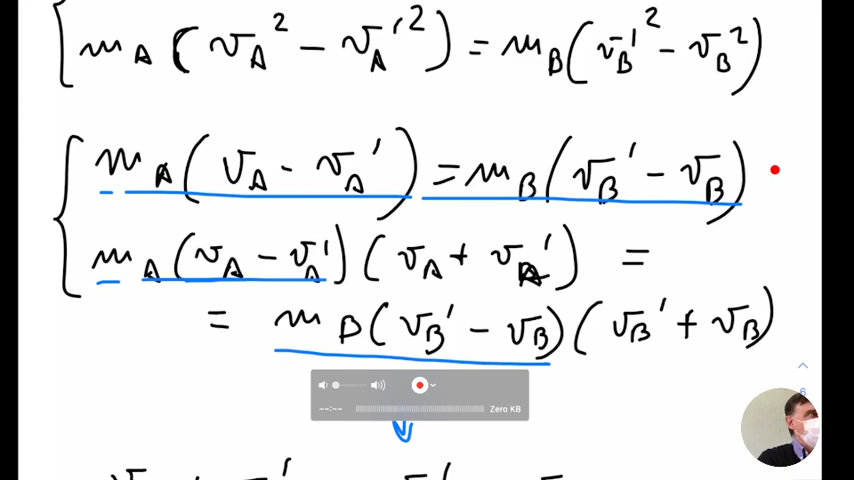 m_A (v_A² − v_A'²) = m_B (v_B'² − v_B²)
m_A (v_A − v_A') = m_B (v_B' − v_B)
m_A (v_A − v_A') (v_A + v_A') =
= m_B (v_B' − v_B) (v_B' + v_B)
--:-- Zero KB
6